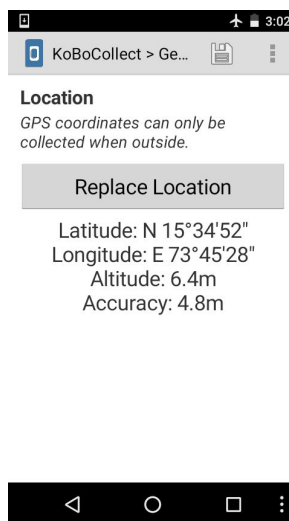 3:02
KoBoCollect > Ge...
Location
GPS coordinates can only be
collected when outside.
Replace Location
Latitude: N 15°34'52"
Longitude: E 73°45'28"
Altitude: 6.4m
Accuracy: 4.8m